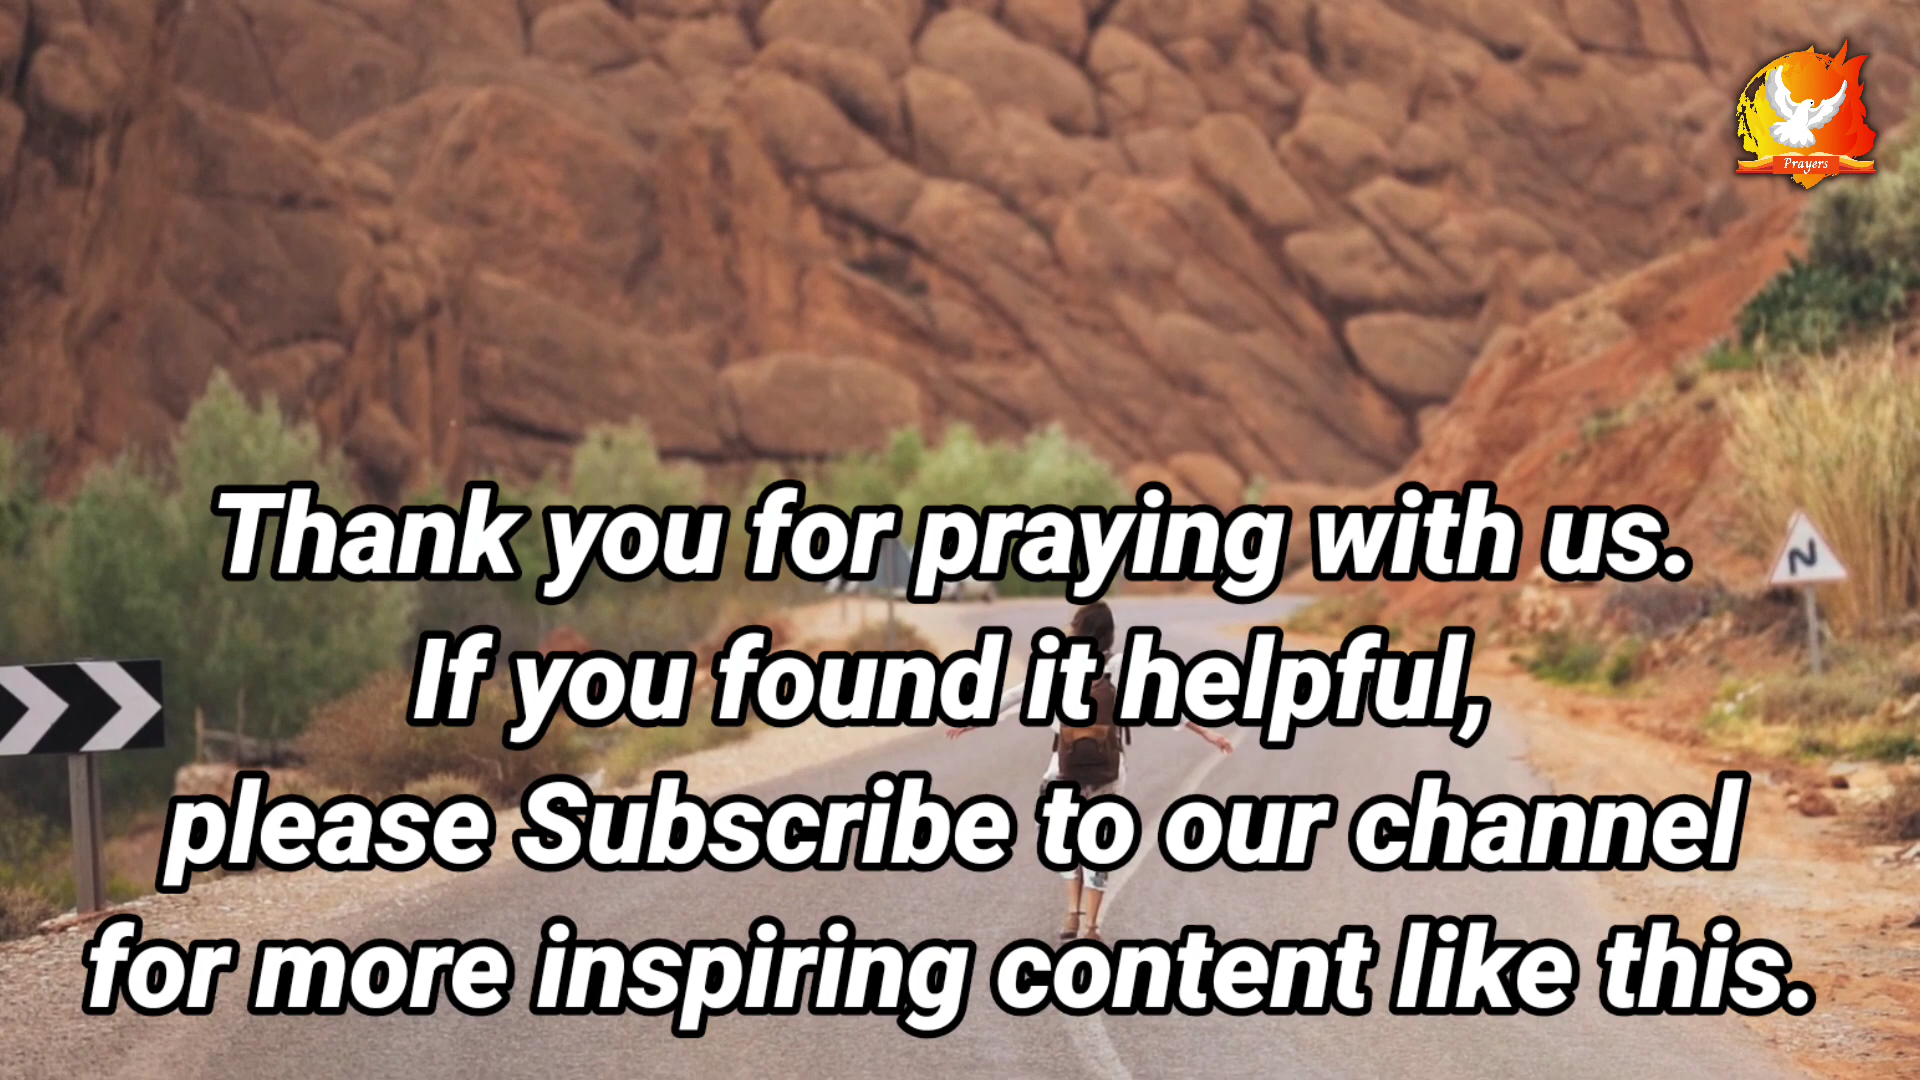 Prayers
Thank you for praying with us.
If you found it helpful,
please Subscribe to our channel
for more inspiring content like this.